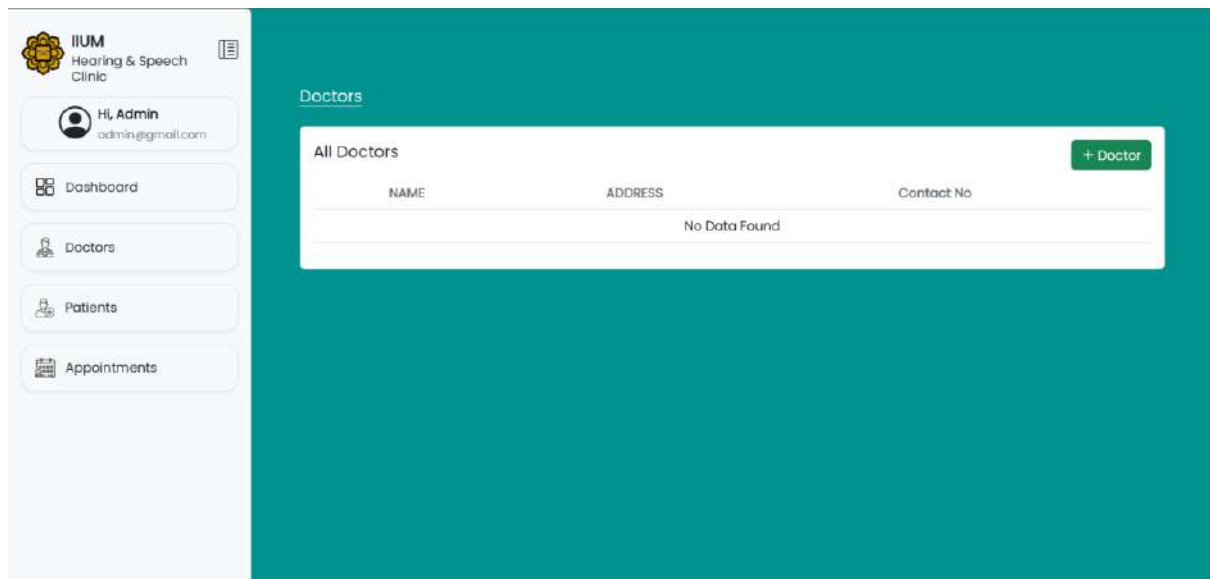 IIUM
Hearing & Speech
Clinic
Hi, Admin
admin@gmail.com
Dashboard
Doctors
Patients
Appointments
Doctors
All Doctors
+ Doctor
NAME ADDRESS Contact No
No Data Found